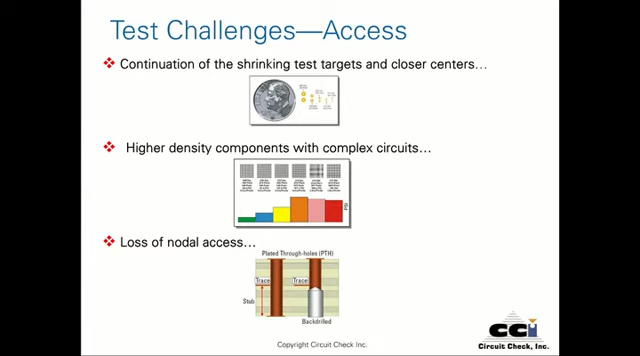 Test Challenges—Access
❖ Continuation of the shrinking test targets and closer centers…
❖ Higher density components with complex circuits…
PSI
❖ Loss of nodal access…
Plated Through-holes (PTH)
Trace Trace
Stub
Backdrilled
CCI
Circuit Check, Inc.
Copyright Circuit Check Inc.